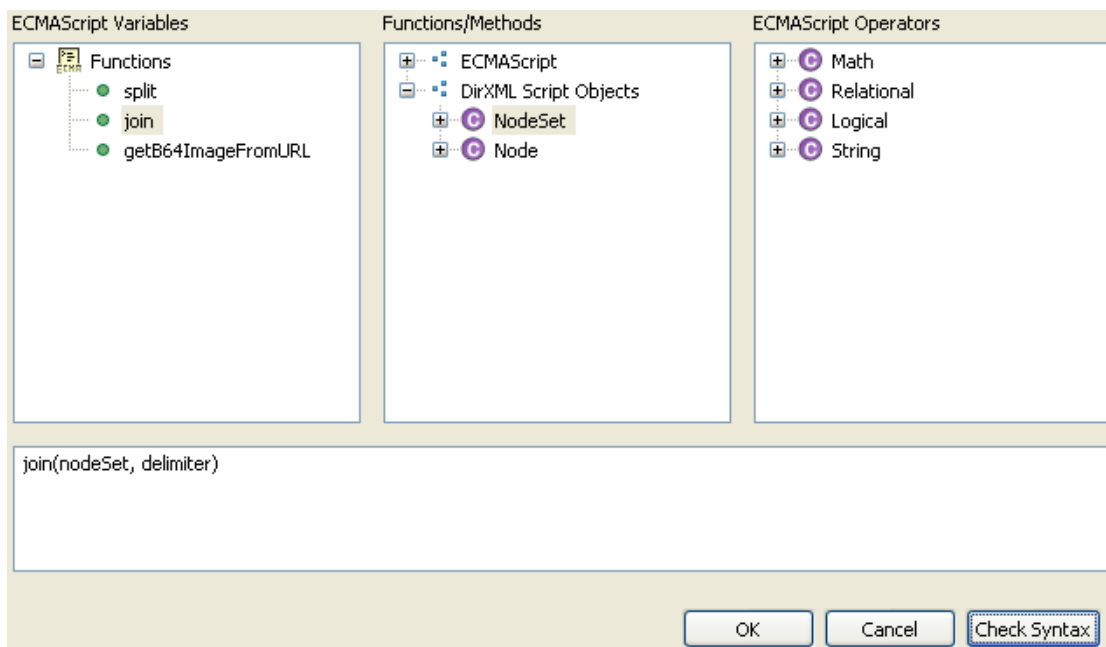 ECMAScript Variables
Functions/Methods
ECMAScript Operators
Functions
split
join
getB64ImageFromURL
ECMAScript
DirXML Script Objects
NodeSet
Node
Math
Relational
Logical
String
join(nodeSet, delimiter)
OK
Cancel
Check Syntax